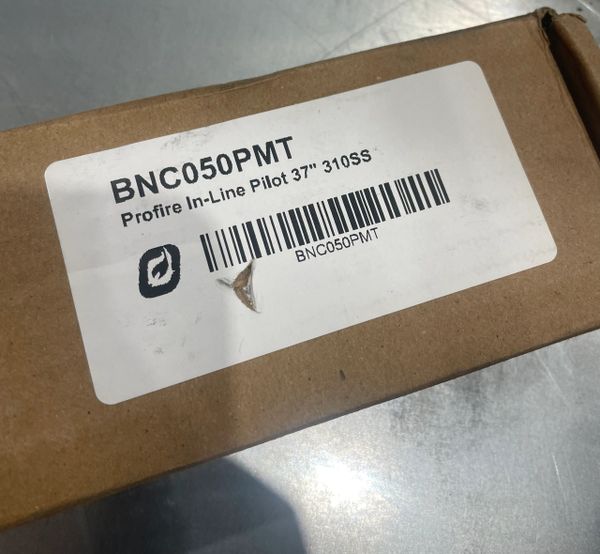 BNC050PMT
Profire In-Line Pilot 37" 310SS
BNC050PMT